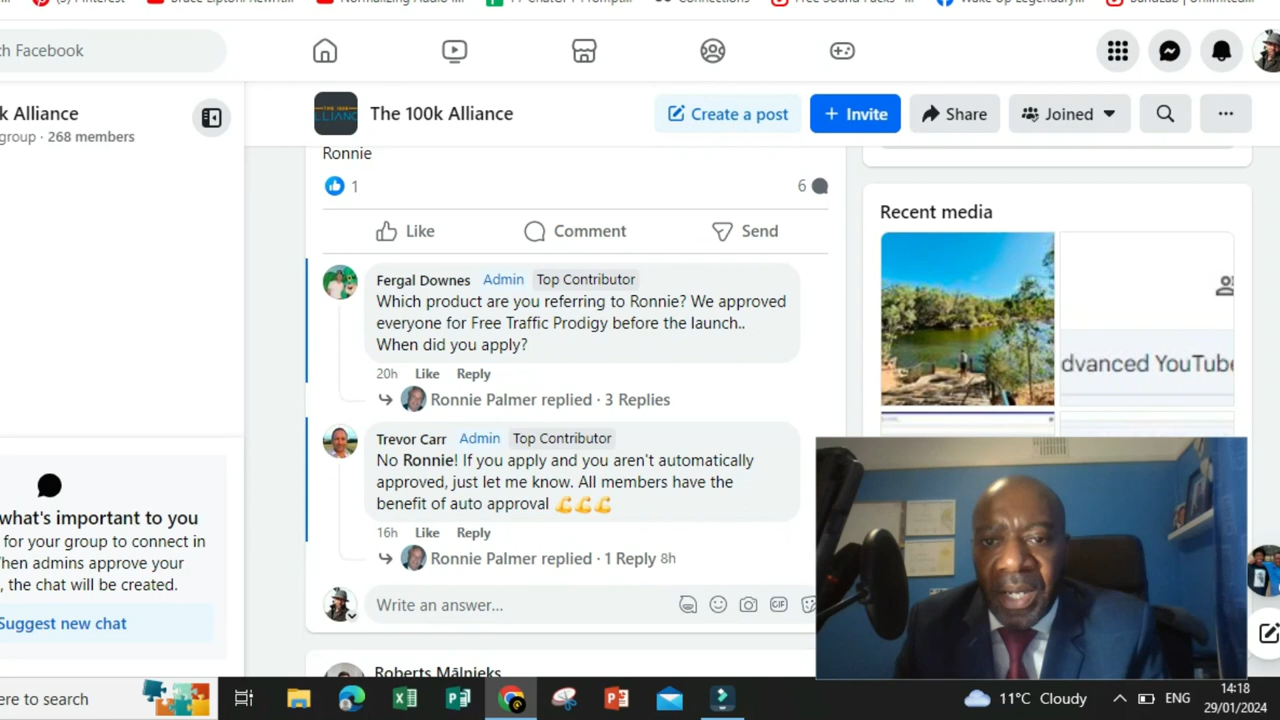 (3) Pinterest
ch Facebook
k Alliance
group · 268 members
The 100k Alliance
Create a post
+ Invite
Share
Joined
Ronnie
1
6
Like
Comment
Send
Fergal Downes Admin Top Contributor
Which product are you referring to Ronnie? We approved
everyone for Free Traffic Prodigy before the launch..
When did you apply?
20h Like Reply
Ronnie Palmer replied · 3 Replies
Trevor Carr Admin Top Contributor
No Ronnie! If you apply and you aren't automatically
approved, just let me know. All members have the
benefit of auto approval 💪💪💪
16h Like Reply
Ronnie Palmer replied · 1 Reply 8h
Write an answer...
GIF
Roberts Mālnieks
Recent media
dvanced YouTube
what's important to you
for your group to connect in
hen admins approve your
, the chat will be created.
Suggest new chat
ere to search
11°C Cloudy
ENG
14:18
29/01/2024